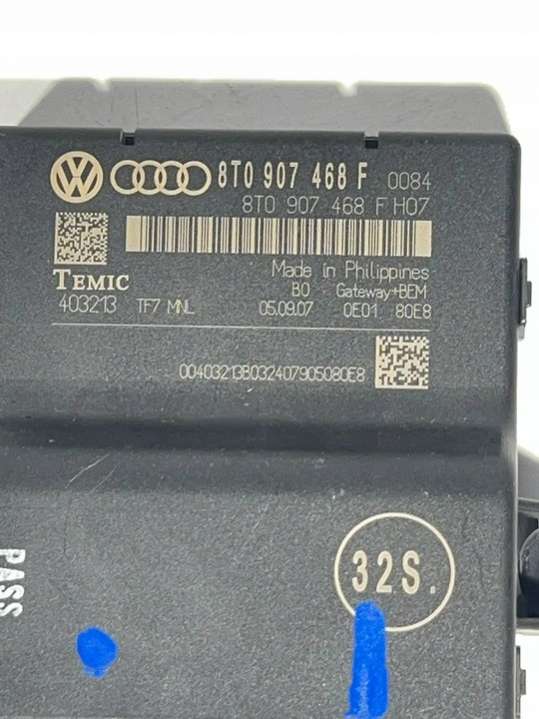 8T0 907 468 F 0084
8T0 907 468 F H07
TEMIC
Made in Philippines
B0 Gateway+BEM
403213 TF7 MNL 05.09.07 0E01 80E8
00403213B032407905080E8
32S.
PASS